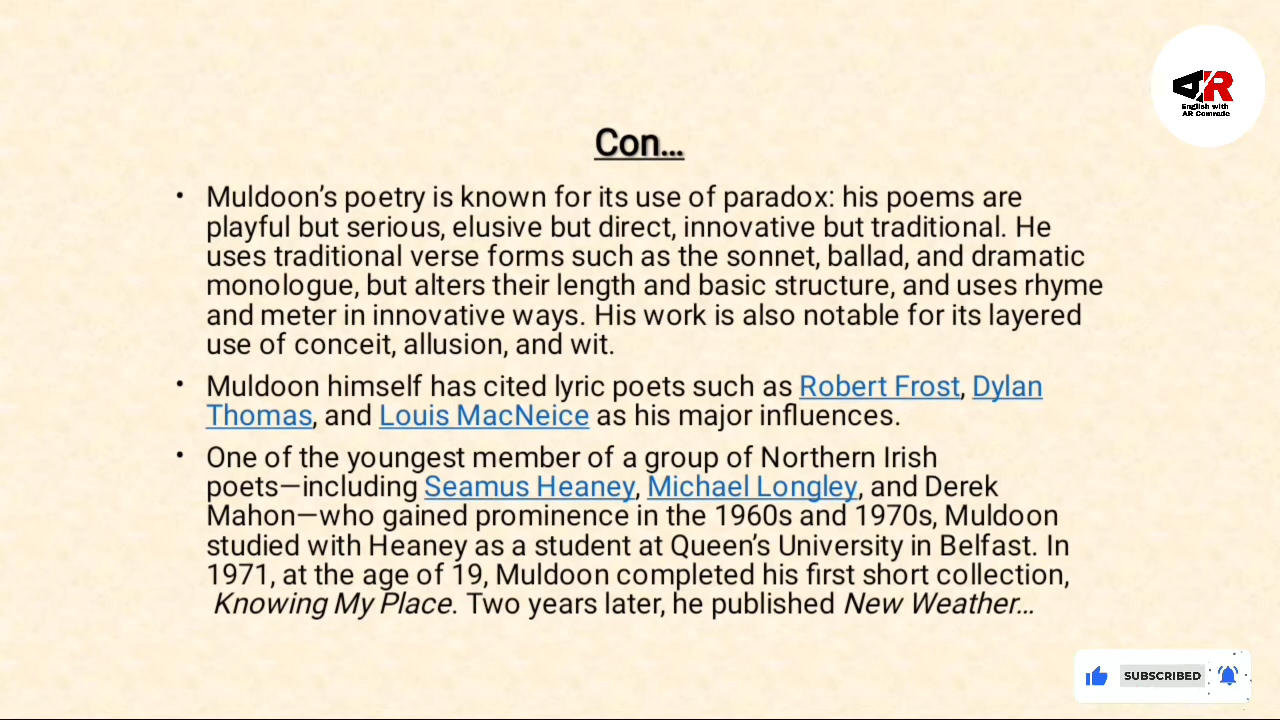 AR
English with
AR Comrade
Con...
• Muldoon’s poetry is known for its use of paradox: his poems are
playful but serious, elusive but direct, innovative but traditional. He
uses traditional verse forms such as the sonnet, ballad, and dramatic
monologue, but alters their length and basic structure, and uses rhyme
and meter in innovative ways. His work is also notable for its layered
use of conceit, allusion, and wit.
• Muldoon himself has cited lyric poets such as Robert Frost, Dylan
Thomas, and Louis MacNeice as his major influences.
• One of the youngest member of a group of Northern Irish
poets—including Seamus Heaney, Michael Longley, and Derek
Mahon—who gained prominence in the 1960s and 1970s, Muldoon
studied with Heaney as a student at Queen’s University in Belfast. In
1971, at the age of 19, Muldoon completed his first short collection,
Knowing My Place. Two years later, he published New Weather...
SUBSCRIBED